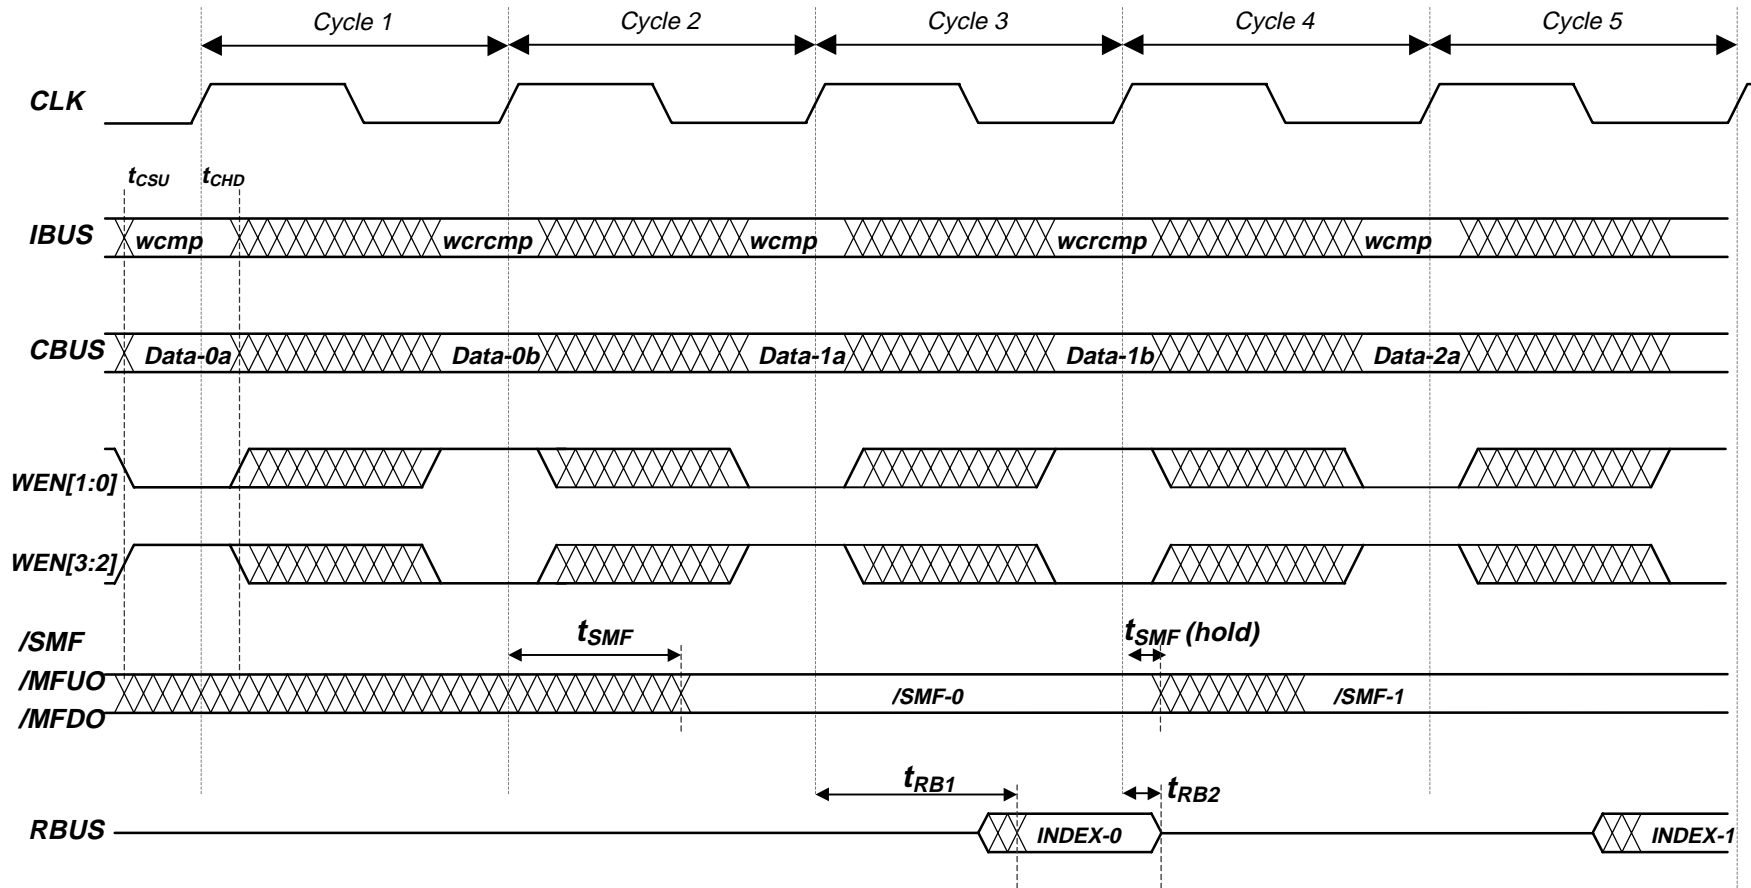 Cycle 1 Cycle 2 Cycle 3 Cycle 4 Cycle 5
CLK
tCSU tCHD
IBUS wcmp wcrcmp wcmp wcrcmp wcmp
CBUS Data-0a Data-0b Data-1a Data-1b Data-2a
WEN[1:0]
WEN[3:2]
/SMF tSMF tSMF (hold)
/MFUO
/SMF-0 /SMF-1
/MFDO
tRB1 tRB2
RBUS INDEX-0 INDEX-1